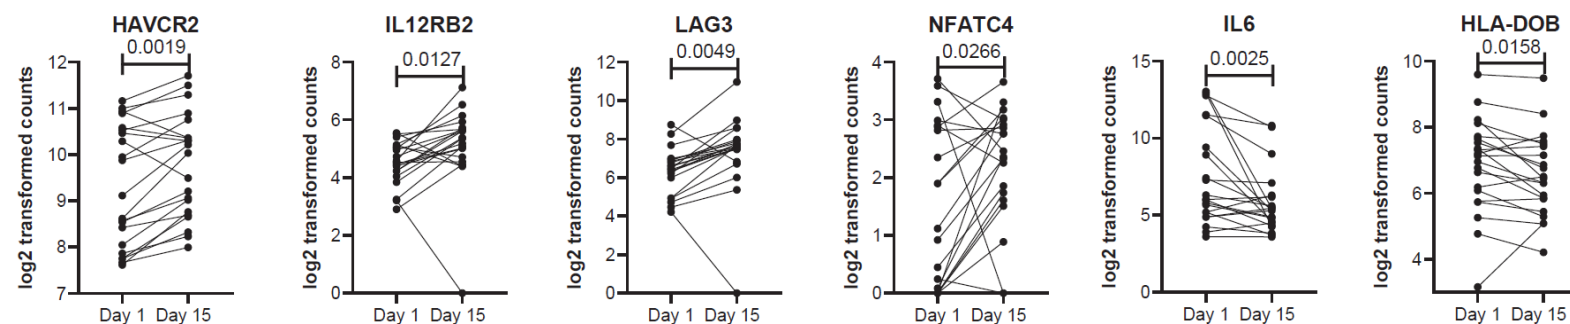 HAVCR2
0.0019
log2 transformed counts
12
11
10
9
8
7
Day 1 Day 15
IL12RB2
0.0127
log2 transformed counts
8
6
4
2
0
Day 1 Day 15
LAG3
0.0049
log2 transformed counts
12
10
8
6
4
2
0
Day 1 Day 15
NFATC4
0.0266
log2 transformed counts
4
3
2
1
0
Day 1 Day 15
IL6
0.0025
log2 transformed counts
15
10
5
0
Day 1 Day 15
HLA-DOB
0.0158
log2 transformed counts
10
8
6
4
Day 1 Day 15